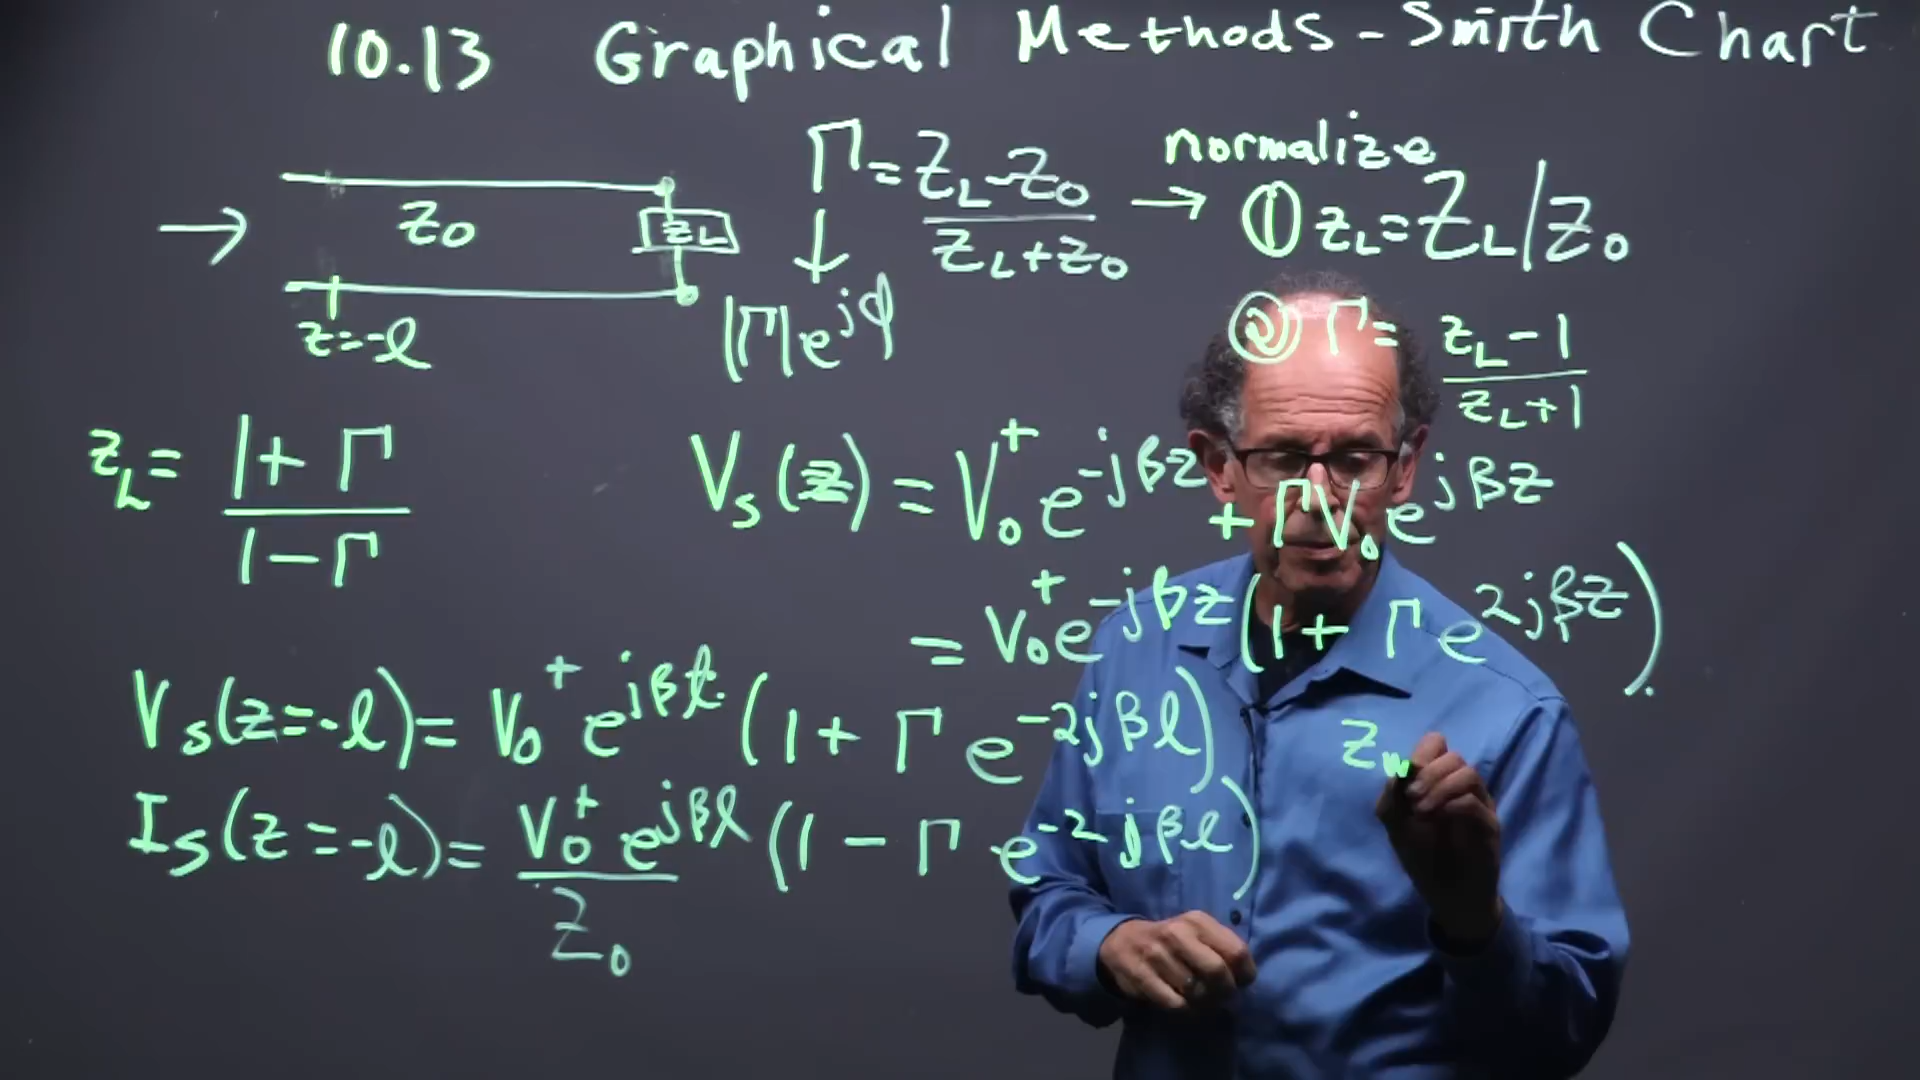 10.13 Graphical Methods - Smith Chart
Γ = (Z_L - Z_0) / (Z_L + Z_0) → normalize
① z_L = Z_L / Z_0
→ Z_0 Z_L
z = -l
↓ |Γ| e^{jφ}
② Γ = (z_L - 1) / (z_L + 1)
z_L = (1 + Γ) / (1 - Γ)
V_s(z) = V_0^+ e^{-jβz} + Γ V_0 e^{jβz}
= V_0^+ e^{-jβz} (1 + Γ e^{2jβz})
V_s(z = -l) = V_0^+ e^{jβl} (1 + Γ e^{-2jβl})
I_s(z = -l) = V_0^+ e^{jβl} / Z_0 (1 - Γ e^{-2jβl})
Z_w